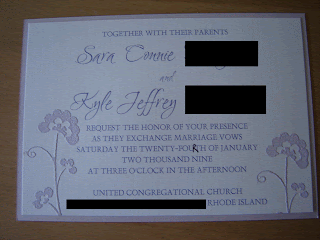 TOGETHER WITH THEIR PARENTS
Sara Connie
and
Kyle Jeffrey
REQUEST THE HONOR OF YOUR PRESENCE
AS THEY EXCHANGE MARRIAGE VOWS
SATURDAY THE TWENTY-FOURTH OF JANUARY
TWO THOUSAND NINE
AT THREE O'CLOCK IN THE AFTERNOON
UNITED CONGREGATIONAL CHURCH
RHODE ISLAND